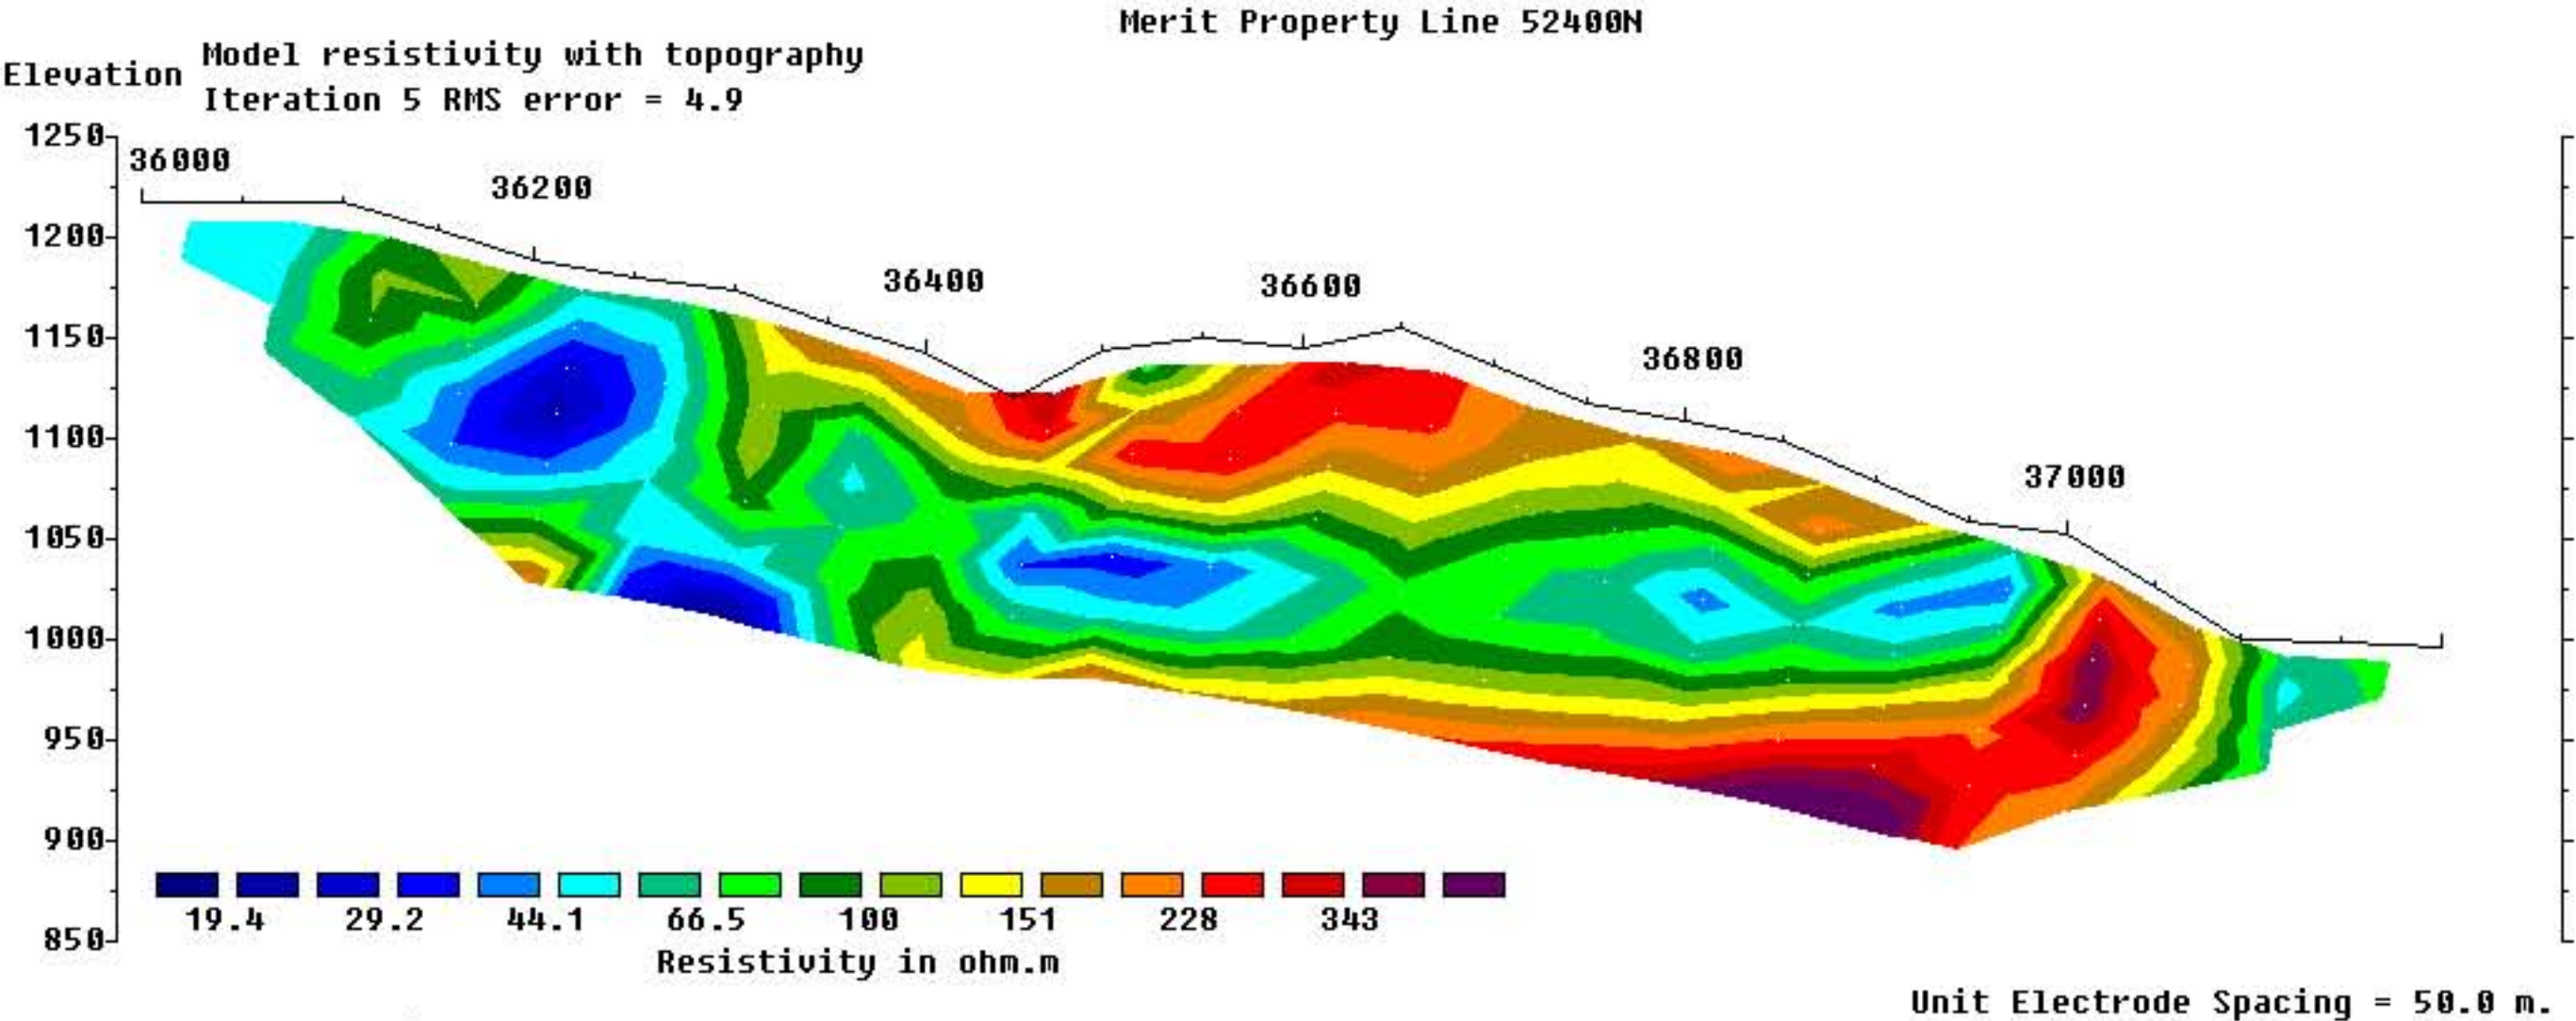 Merit Property Line 52400N
Model resistivity with topography
Elevation
Iteration 5 RMS error = 4.9
1250
36000
36200
1200
36400
36600
1150
36800
1100
37000
1050
1000
950
900
19.4 29.2 44.1 66.5 100 151 228 343
850
Resistivity in ohm.m
Unit Electrode Spacing = 50.0 m.